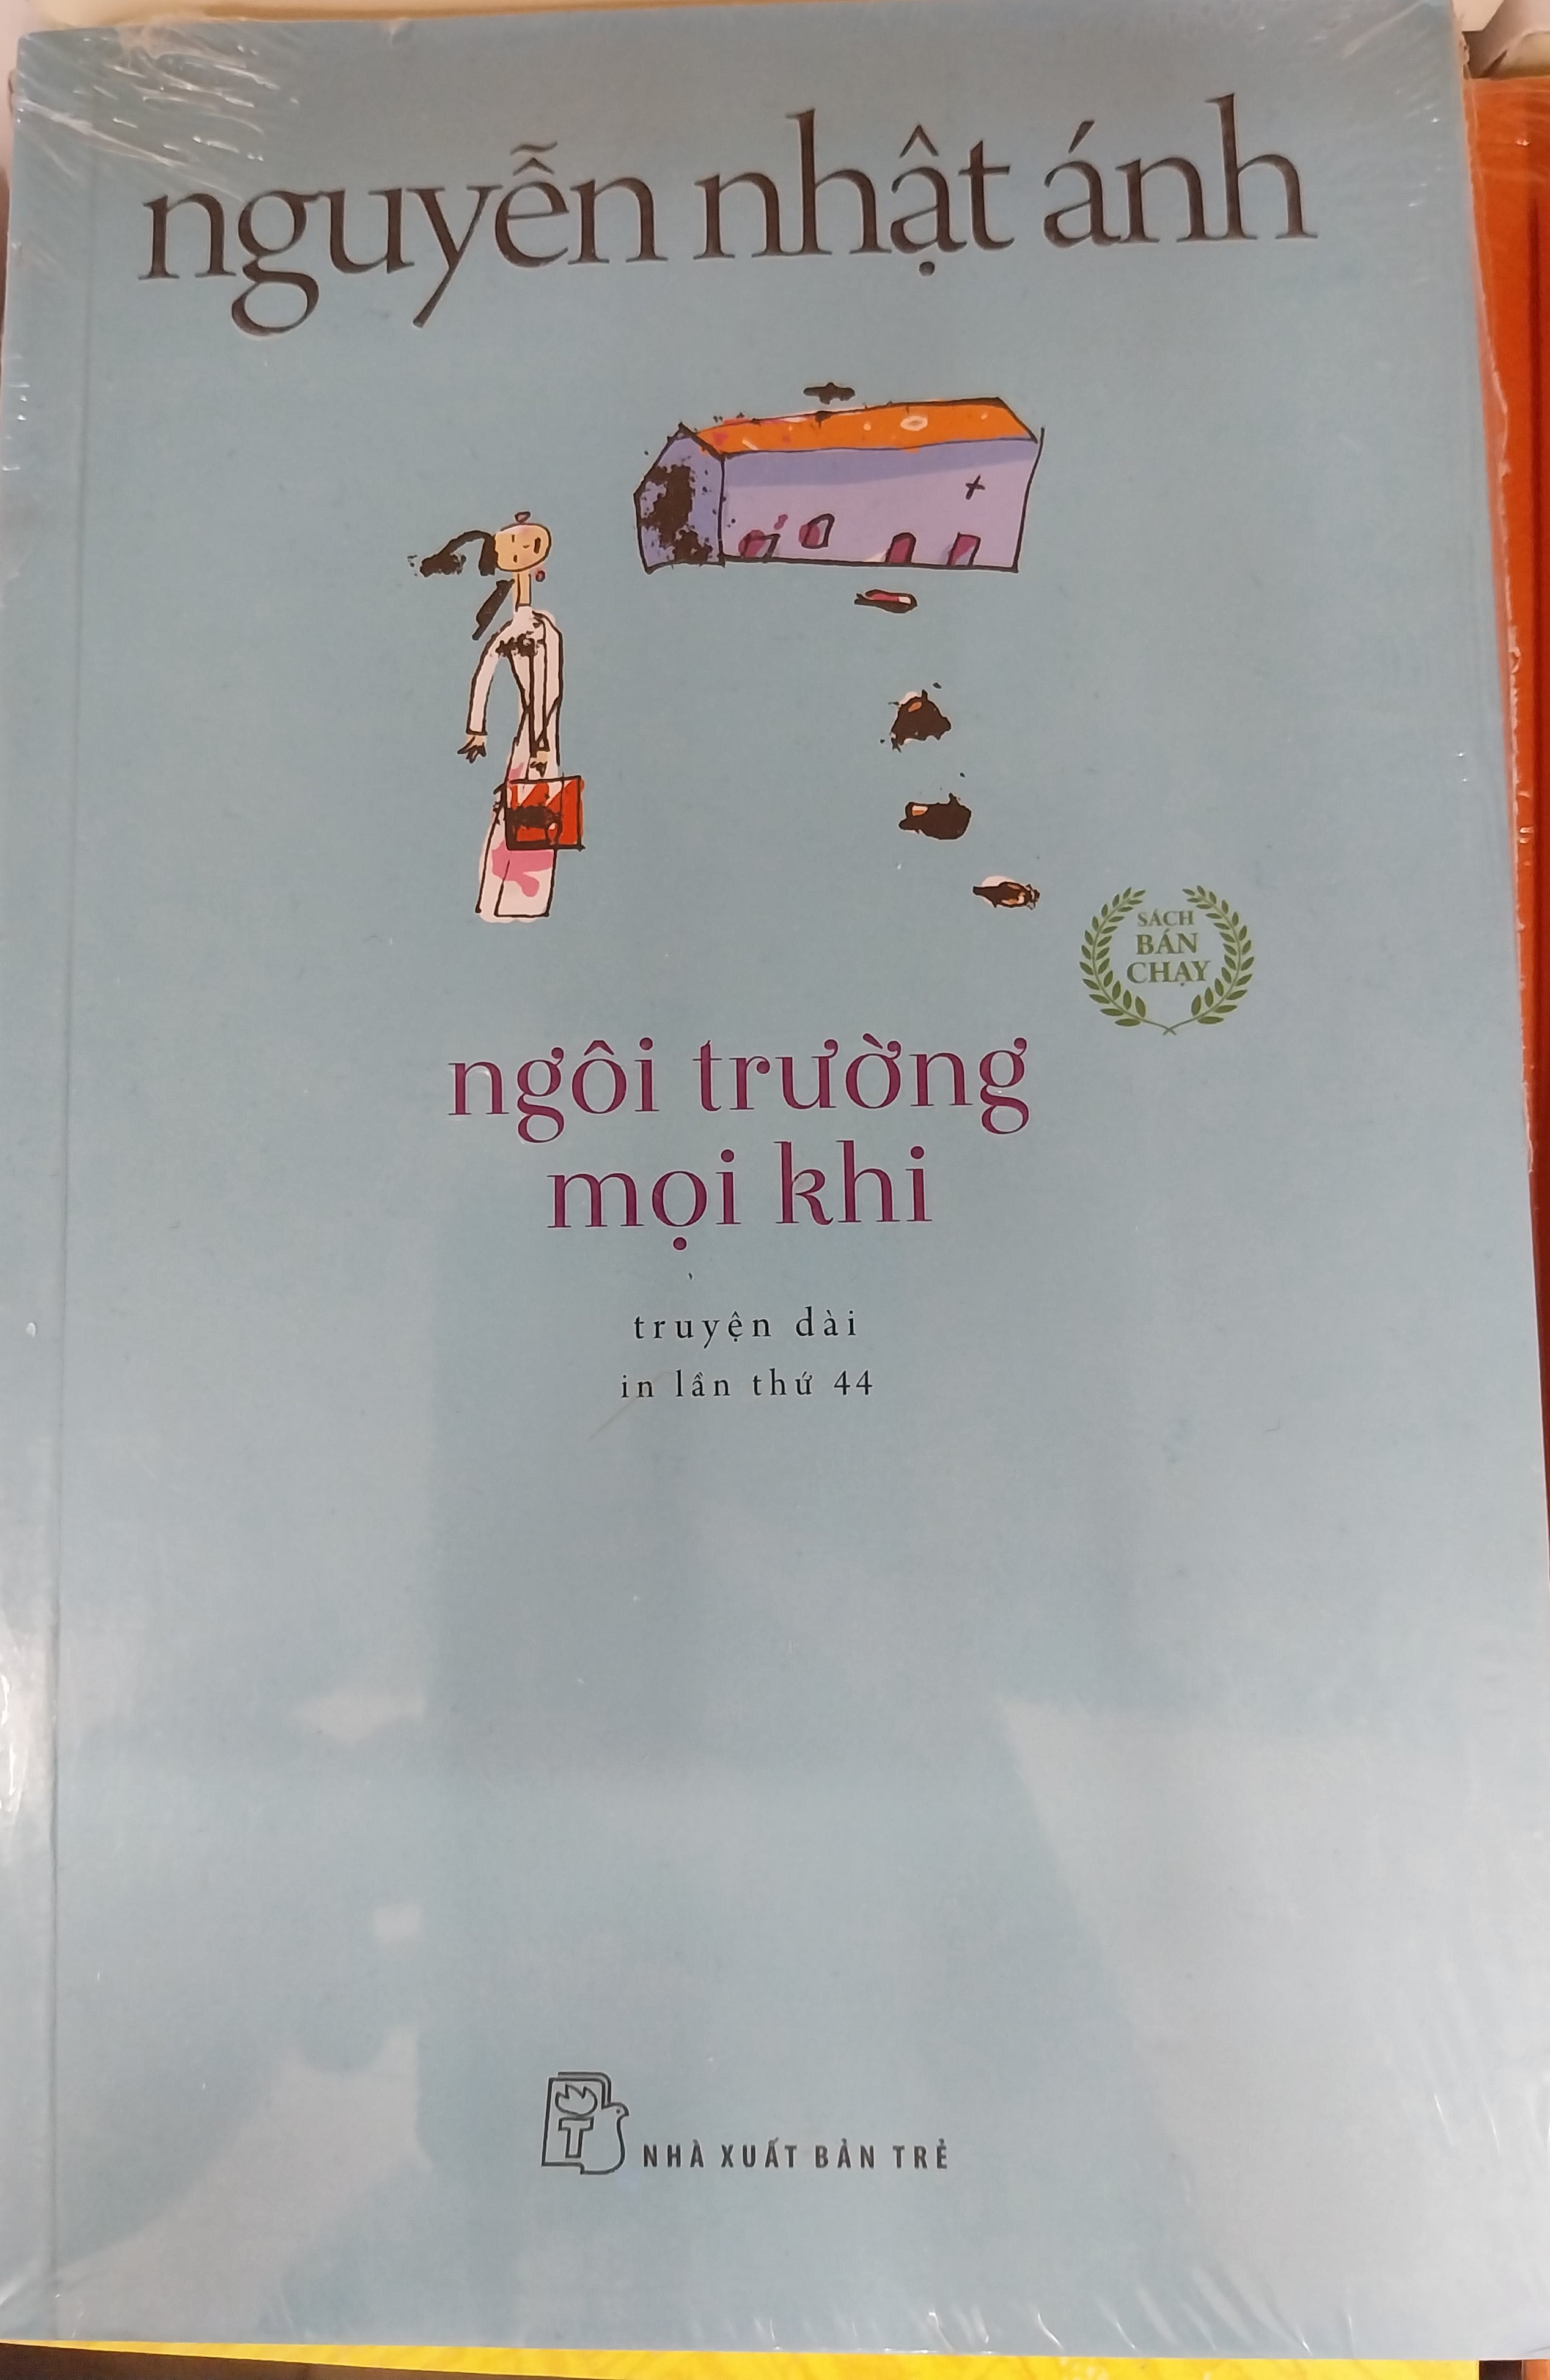 nguyễn nhật ánh
SÁCH
BÁN
CHẠY
ngôi trường
mọi khi
truyện dài
in lần thứ 44
T
NHÀ XUẤT BẢN TRẺ